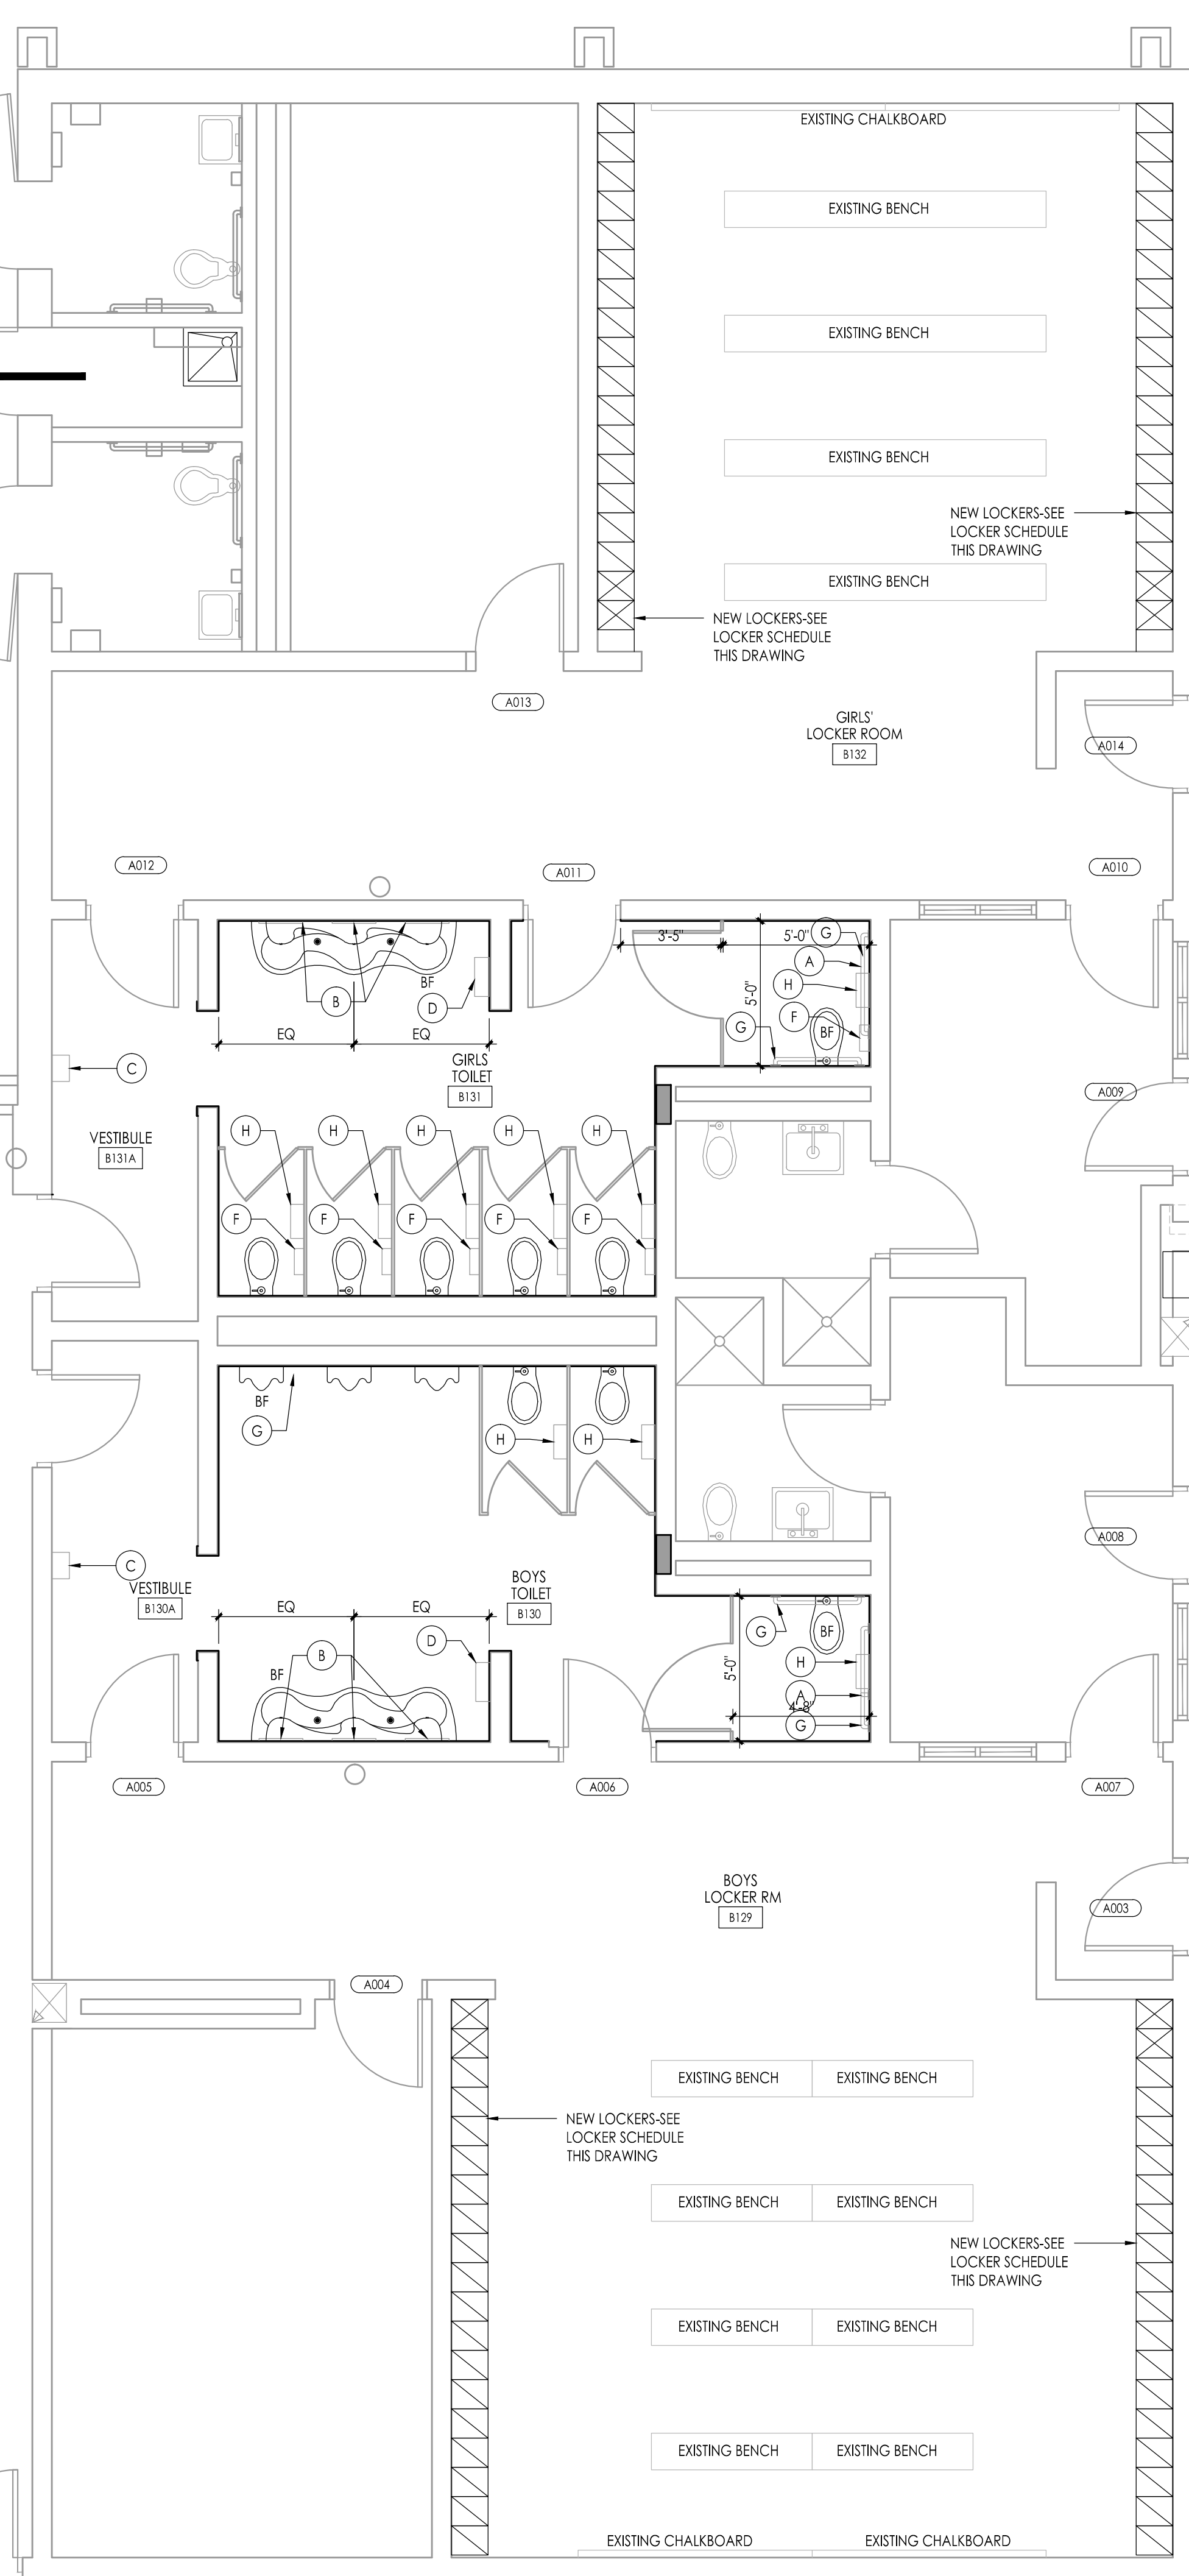 EXISTING CHALKBOARD
EXISTING BENCH
EXISTING BENCH
EXISTING BENCH
NEW LOCKERS-SEE
LOCKER SCHEDULE
THIS DRAWING
EXISTING BENCH
NEW LOCKERS-SEE
LOCKER SCHEDULE
THIS DRAWING
A013
GIRLS'
LOCKER ROOM
B132
A014
A012
A011
A010
3'-5"
5'-0"
G
A
H
F
G
5'-0"
BF
BF
B
D
EQ
EQ
GIRLS
TOILET
B131
C
A009
VESTIBULE
B131A
H
H
H
H
H
F
F
F
F
F
BF
G
H
H
A008
C
VESTIBULE
B130A
BOYS
TOILET
B130
EQ
EQ
D
B
BF
G
BF
5'-0"
H
A
4'-8"
G
A005
A006
A007
BOYS
LOCKER RM
B129
A003
A004
EXISTING BENCH
EXISTING BENCH
NEW LOCKERS-SEE
LOCKER SCHEDULE
THIS DRAWING
EXISTING BENCH
EXISTING BENCH
NEW LOCKERS-SEE
LOCKER SCHEDULE
THIS DRAWING
EXISTING BENCH
EXISTING BENCH
EXISTING BENCH
EXISTING BENCH
EXISTING CHALKBOARD
EXISTING CHALKBOARD